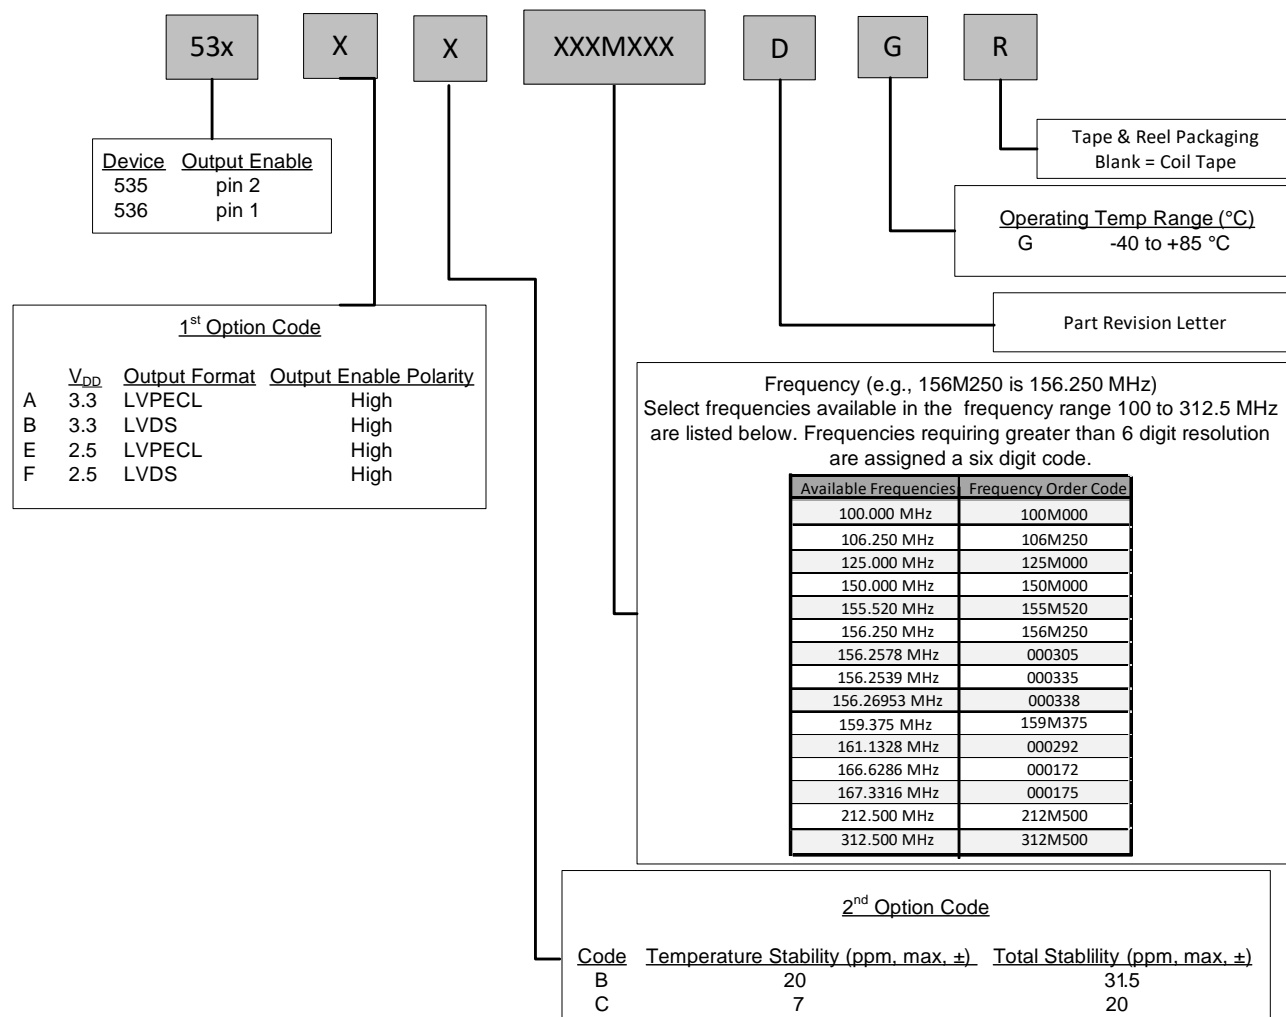 53x X X XXXMXXX D G R
Tape & Reel Packaging
Blank = Coil Tape
Device Output Enable
535 pin 2
536 pin 1
Operating Temp Range (°C)
G -40 to +85 °C
Part Revision Letter
1st Option Code
VDD Output Format Output Enable Polarity
A 3.3 LVPECL High
B 3.3 LVDS High
E 2.5 LVPECL High
F 2.5 LVDS High
Frequency (e.g., 156M250 is 156.250 MHz)
Select frequencies available in the frequency range 100 to 312.5 MHz
are listed below. Frequencies requiring greater than 6 digit resolution
are assigned a six digit code.
Available Frequencies Frequency Order Code
100.000 MHz 100M000
106.250 MHz 106M250
125.000 MHz 125M000
150.000 MHz 150M000
155.520 MHz 155M520
156.250 MHz 156M250
156.2578 MHz 000305
156.2539 MHz 000335
156.26953 MHz 000338
159.375 MHz 159M375
161.1328 MHz 000292
166.6286 MHz 000172
167.3316 MHz 000175
212.500 MHz 212M500
312.500 MHz 312M500
2nd Option Code
Code Temperature Stability (ppm, max, ±) Total Stablility (ppm, max, ±)
B 20 31.5
C 7 20